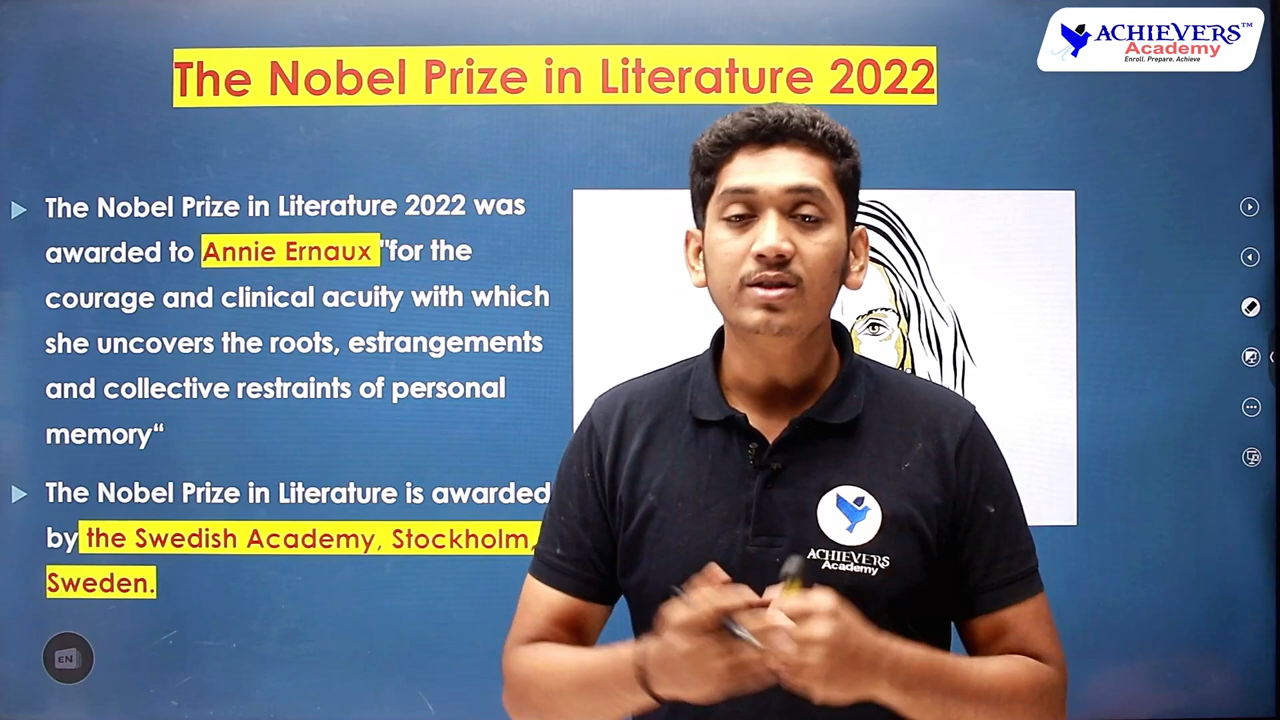 ACHIEVERS™
Academy
Enroll. Prepare. Achieve
The Nobel Prize in Literature 2022
The Nobel Prize in Literature 2022 was
awarded to Annie Ernaux "for the
courage and clinical acuity with which
she uncovers the roots, estrangements
and collective restraints of personal
memory“
The Nobel Prize in Literature is awarded
by the Swedish Academy, Stockholm,
Sweden.
ACHIEVERS
Academy
EN